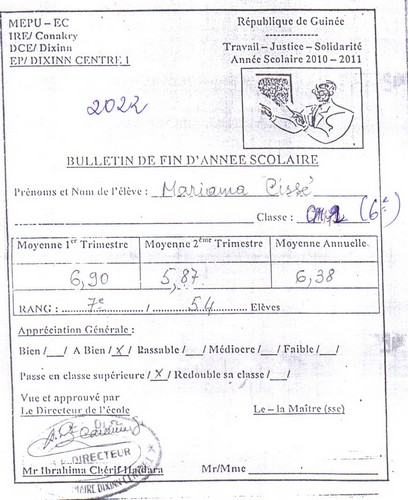 MEPU – EC
IRE/ Conakry
DCE/ Dixinn
EP/ DIXINN CENTRE 1
République de Guinée
Travail – Justice – Solidarité
Année Scolaire 2010 – 2011
2022
BULLETIN DE FIN D'ANNEE SCOLAIRE
Prénoms et Nom de l'élève : Mariama Cissé
Classe : (6e)
Moyenne 1er Trimestre Moyenne 2ème Trimestre Moyenne Annuelle
6,90 5,87 6,38
RANG : 7e / 54 Elèves
Appréciation Générale :
Bien /__/ A Bien /X/ Passable /__/ Médiocre /__/ Faible /__/
Passe en classe supérieure /X/ Redouble sa classe /__/
Vue et approuvé par
Le Directeur de l'école Le – la Maître (sse)
DIRECTEUR
Mr Ibrahima Chérif Haïdara Mr/Mme